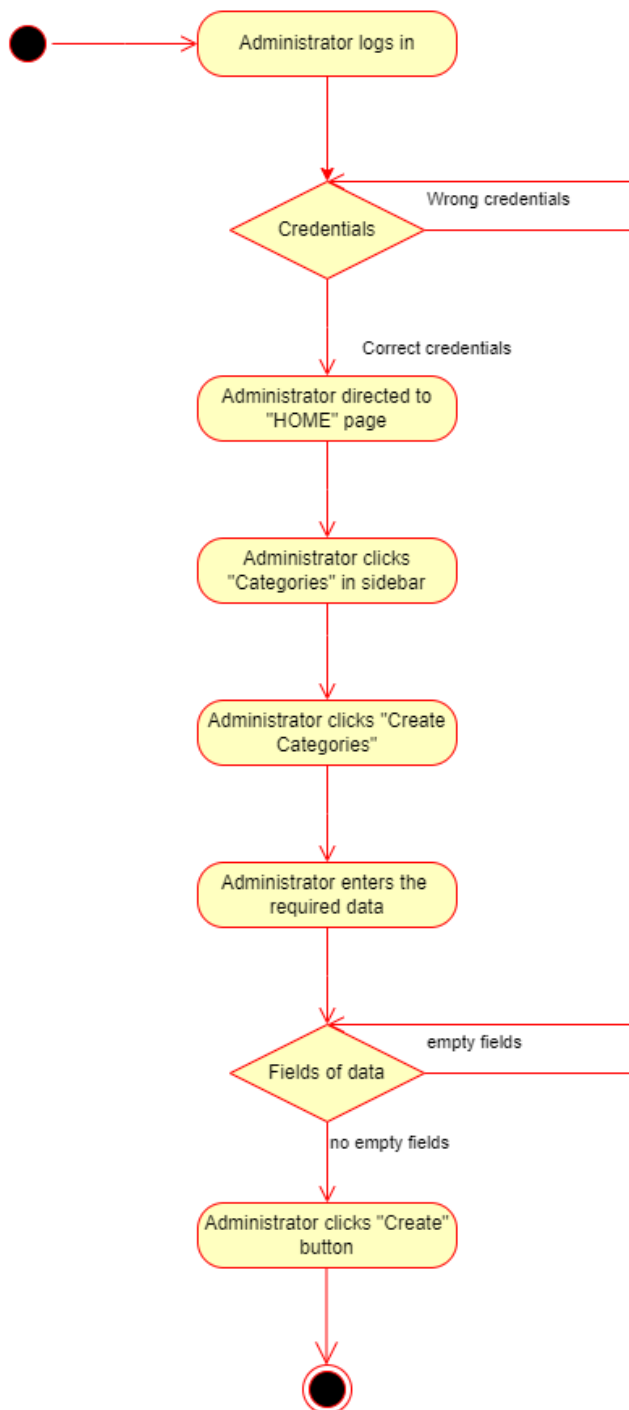 Administrator logs in
Wrong credentials
Credentials
Correct credentials
Administrator directed to
"HOME" page
Administrator clicks
"Categories" in sidebar
Administrator clicks "Create
Categories"
Administrator enters the
required data
empty fields
Fields of data
no empty fields
Administrator clicks "Create"
button